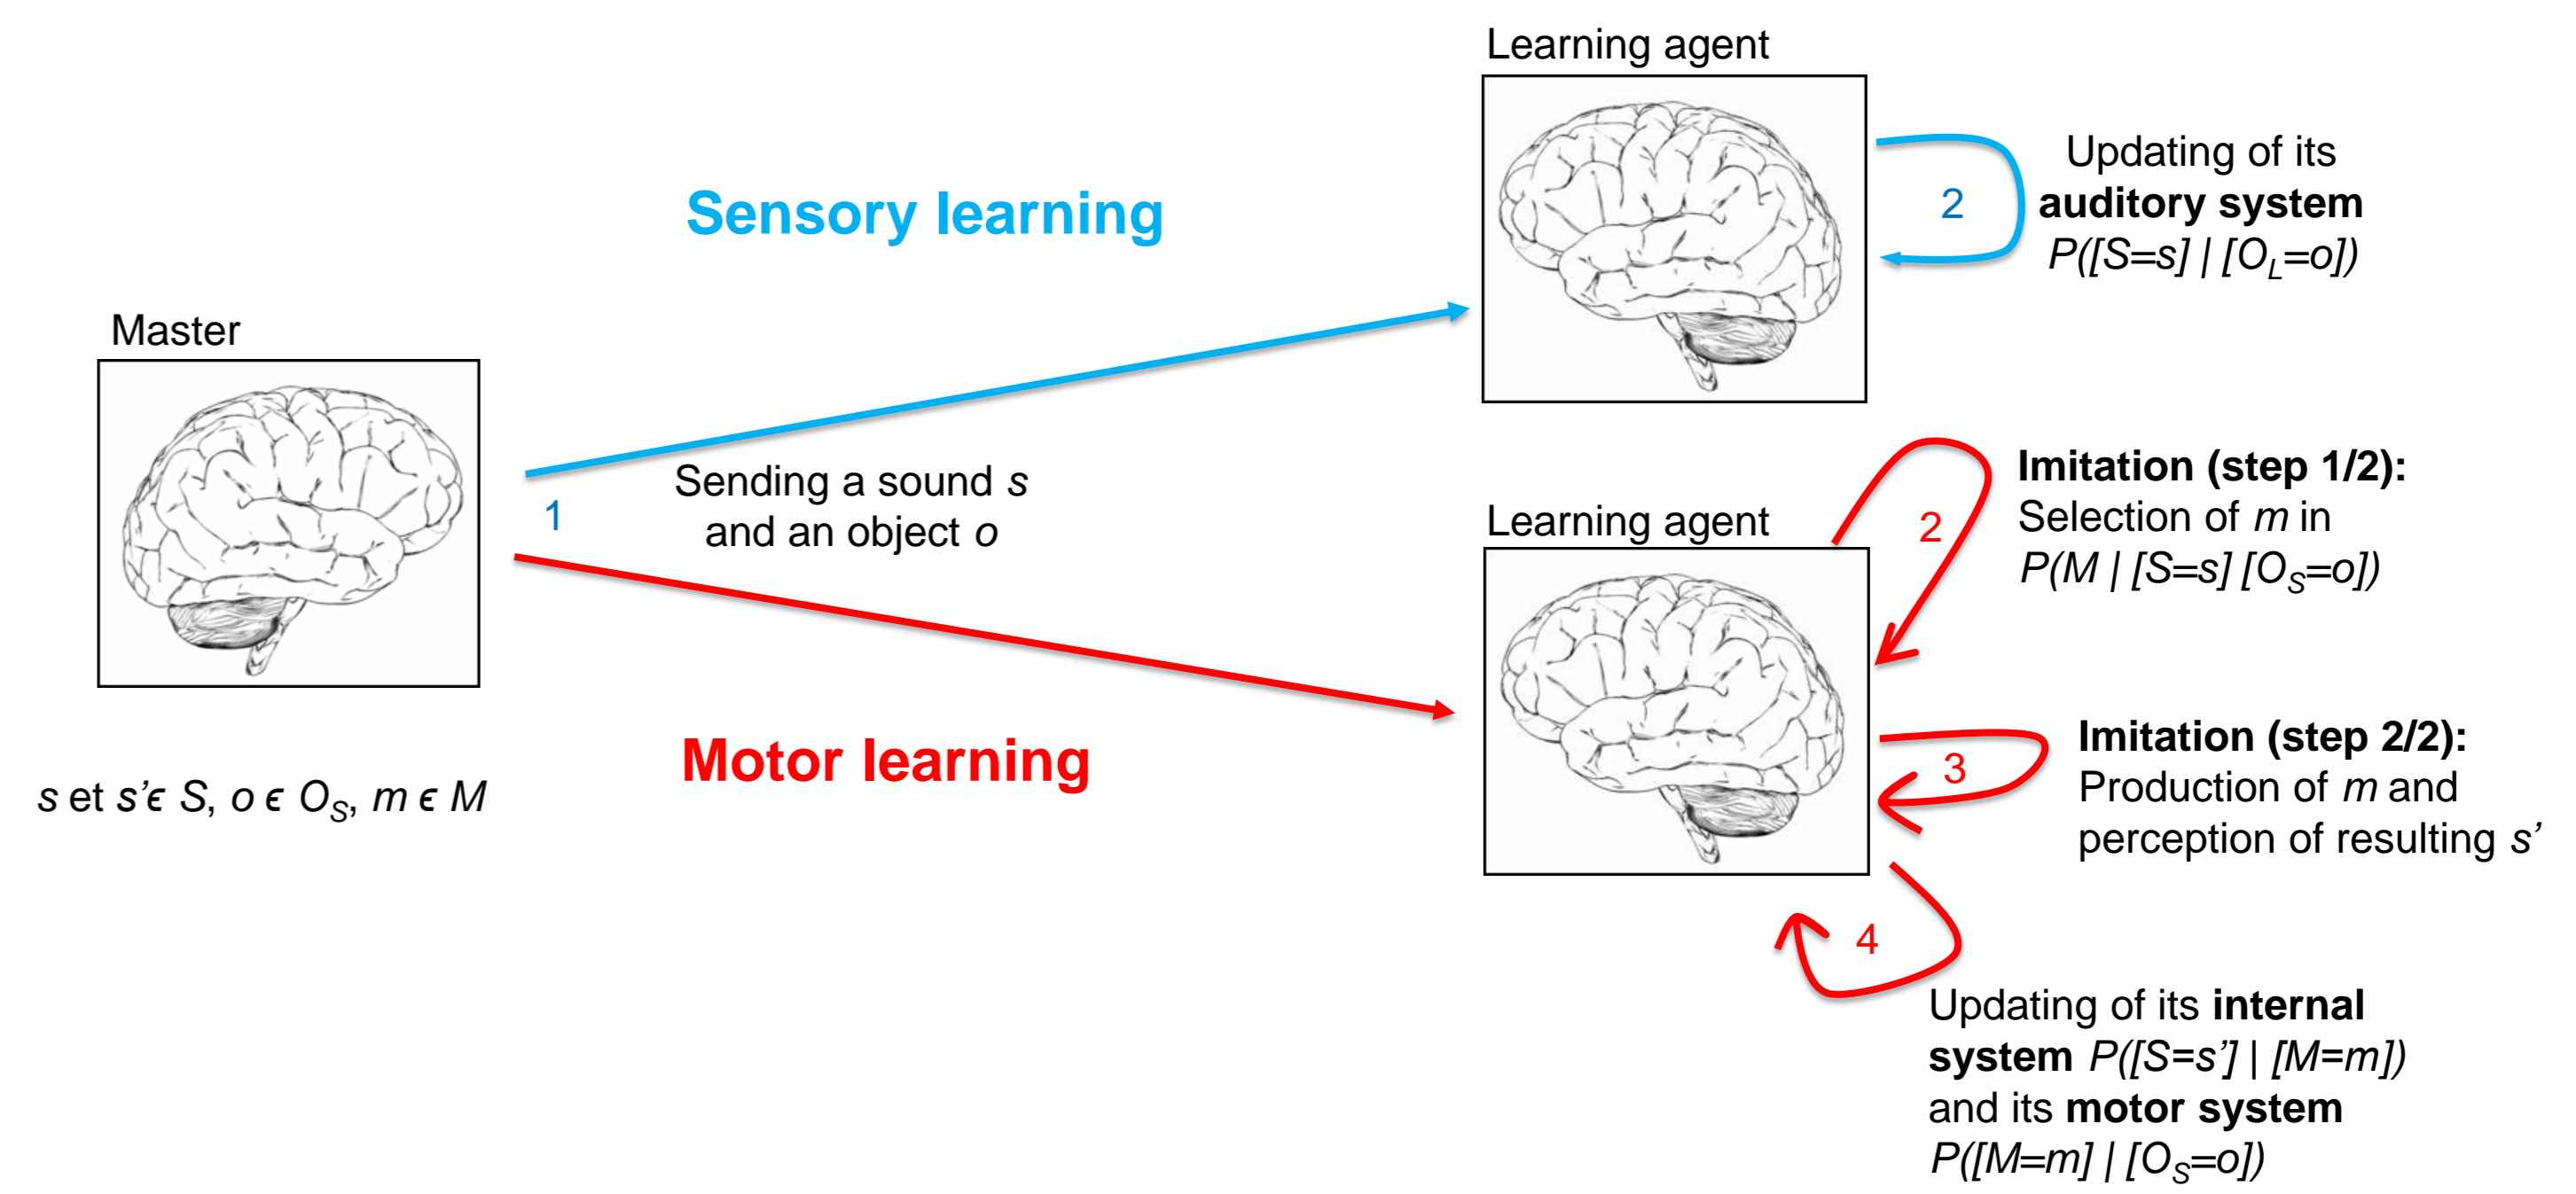 Learning agent
Updating of its
auditory system
P([S=s] | [O_L=o])
2
Sensory learning
Master
1
Sending a sound s
and an object o
Motor learning
s et s'ϵ S, o ϵ O_S, m ϵ M
Learning agent
2
Imitation (step 1/2):
Selection of m in
P(M | [S=s] [O_S=o])
3
Imitation (step 2/2):
Production of m and
perception of resulting s'
4
Updating of its internal
system P([S=s'] | [M=m])
and its motor system
P([M=m] | [O_S=o])